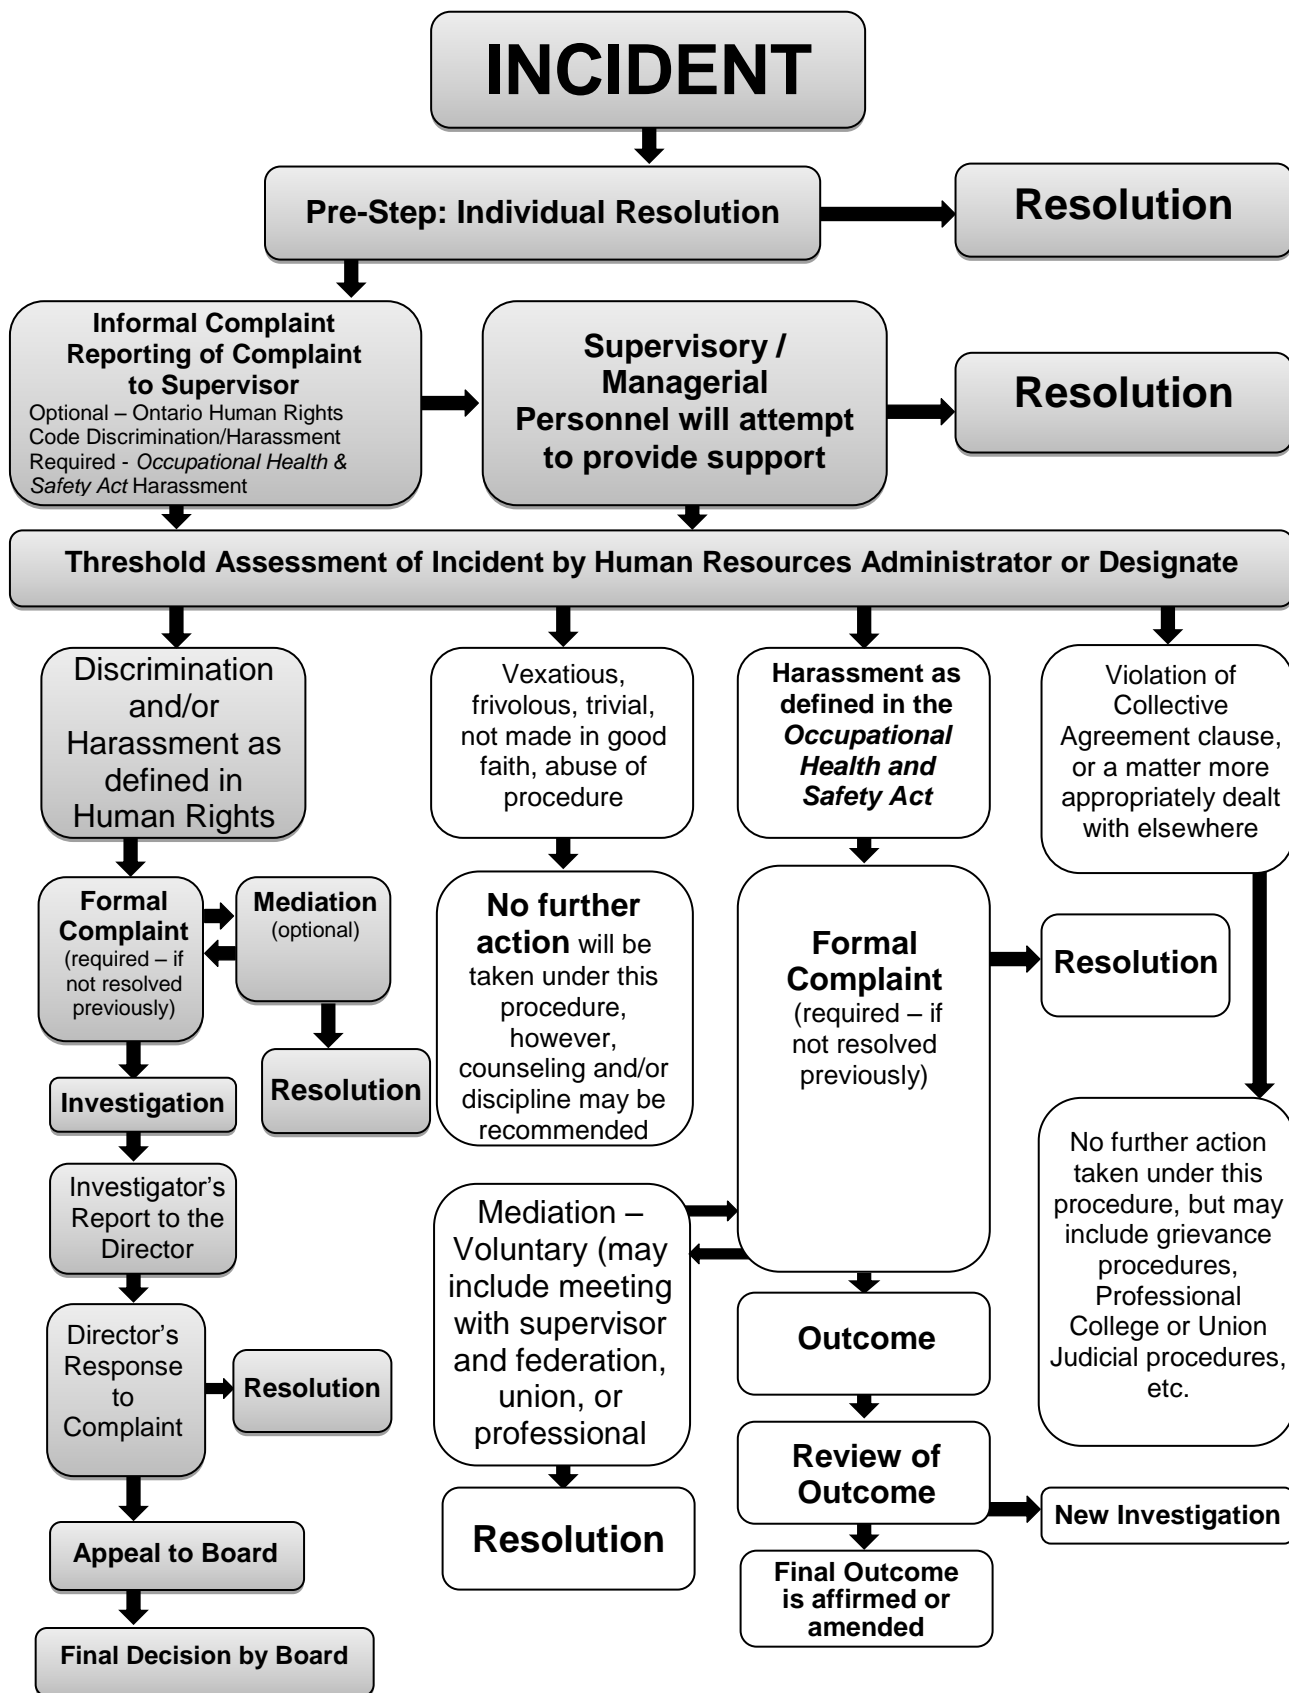 INCIDENT
Pre-Step: Individual Resolution
Resolution
Informal Complaint
Reporting of Complaint
to Supervisor
Optional – Ontario Human Rights
Code Discrimination/Harassment
Required - Occupational Health &
Safety Act Harassment
Supervisory /
Managerial
Personnel will attempt
to provide support
Resolution
Threshold Assessment of Incident by Human Resources Administrator or Designate
Discrimination
and/or
Harassment as
defined in
Human Rights
Vexatious,
frivolous, trivial,
not made in good
faith, abuse of
procedure
Harassment as
defined in the
Occupational
Health and
Safety Act
Violation of
Collective
Agreement clause,
or a matter more
appropriately dealt
with elsewhere
Formal
Complaint
(required – if
not resolved
previously)
Mediation
(optional)
Resolution
No further
action will be
taken under this
procedure,
however,
counseling and/or
discipline may be
recommended
Formal
Complaint
(required – if
not resolved
previously)
Resolution
Investigation
Investigator's
Report to the
Director
Director's
Response
to
Complaint
Resolution
Appeal to Board
Final Decision by Board
Mediation –
Voluntary (may
include meeting
with supervisor
and federation,
union, or
professional
Resolution
Outcome
Review of
Outcome
New Investigation
Final Outcome
is affirmed or
amended
No further action
taken under this
procedure, but may
include grievance
procedures,
Professional
College or Union
Judicial procedures,
etc.